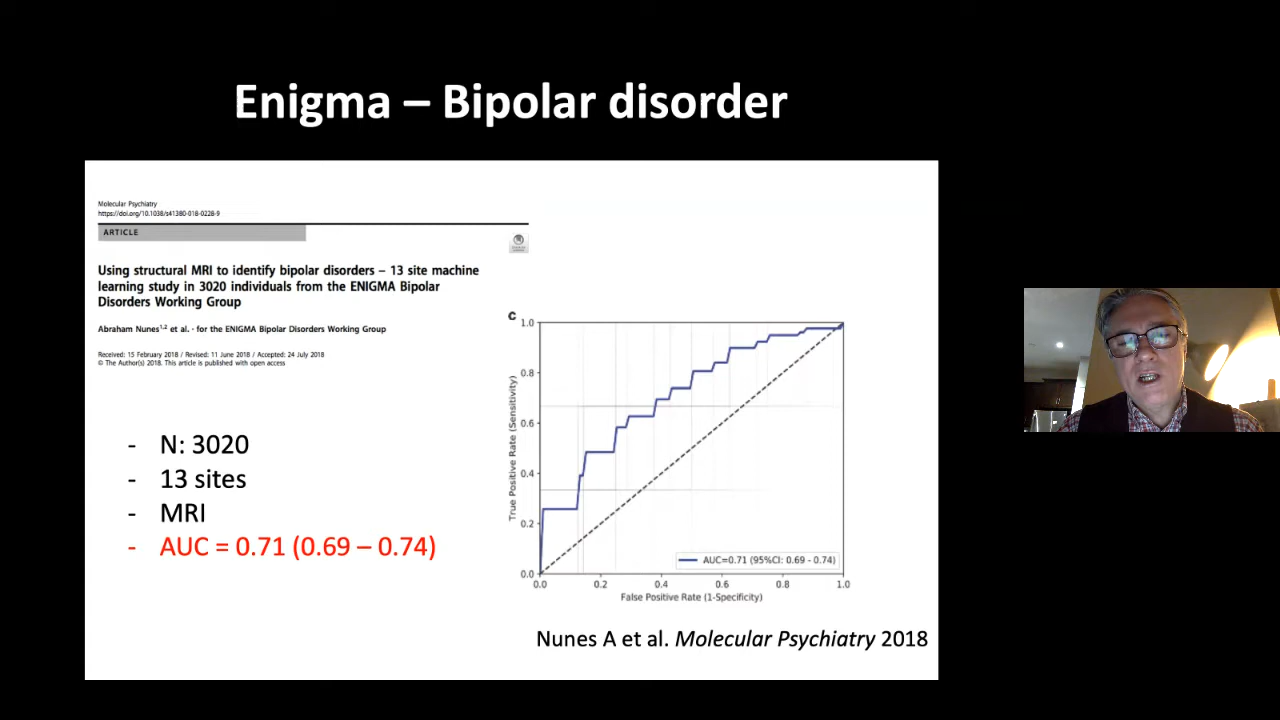 Enigma – Bipolar disorder
Molecular Psychiatry
https://doi.org/10.1038/s41380-018-0228-9
ARTICLE
Using structural MRI to identify bipolar disorders – 13 site machine
learning study in 3020 individuals from the ENIGMA Bipolar
Disorders Working Group
Abraham Nunes1,2 et al. · for the ENIGMA Bipolar Disorders Working Group
Received: 15 February 2018 / Revised: 11 June 2018 / Accepted: 24 July 2018
© The Author(s) 2018. This article is published with open access
- N: 3020
- 13 sites
- MRI
- AUC = 0.71 (0.69 – 0.74)
c
1.0
0.8
0.6
0.4
0.2
0.0
True Positive Rate (Sensitivity)
AUC=0.71 (95%CI: 0.69 - 0.74)
0.0 0.2 0.4 0.6 0.8 1.0
False Positive Rate (1-Specificity)
Nunes A et al. Molecular Psychiatry 2018